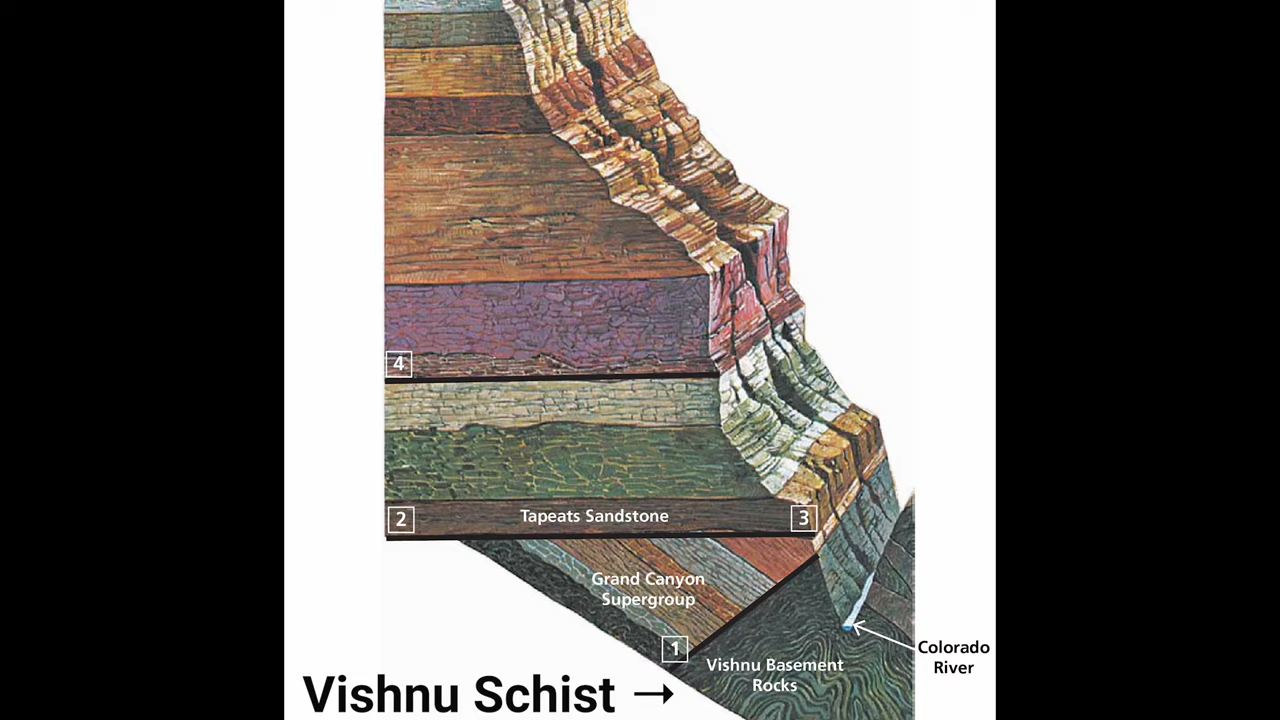 4
2
Tapeats Sandstone
3
Grand Canyon
Supergroup
1
Vishnu Basement
Rocks
Colorado
River
Vishnu Schist →